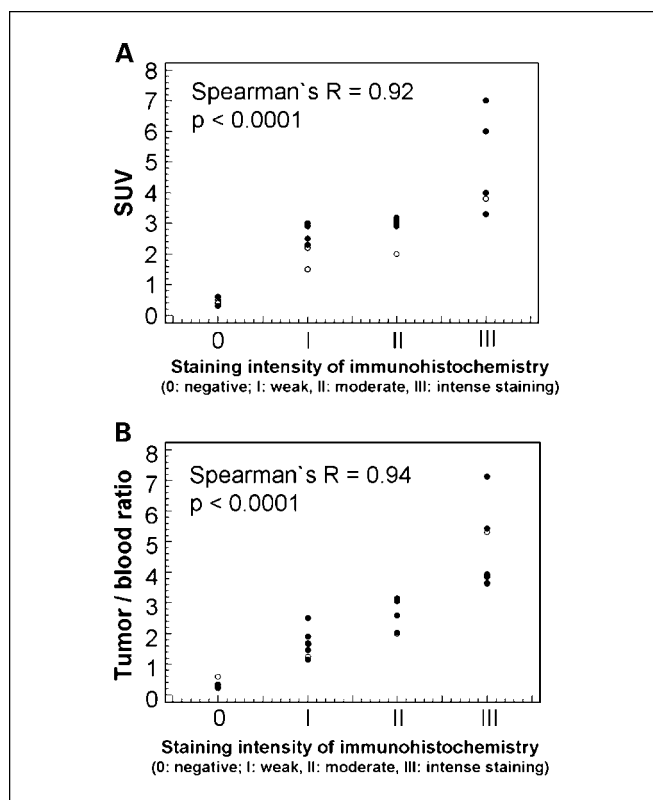 A
Spearman`s R = 0.92
p < 0.0001
SUV
8
7
6
5
4
3
2
1
0
0 I II III
Staining intensity of immunohistochemistry
(0: negative; I: weak, II: moderate, III: intense staining)
B
Spearman`s R = 0.94
p < 0.0001
Tumor / blood ratio
8
7
6
5
4
3
2
1
0
0 I II III
Staining intensity of immunohistochemistry
(0: negative; I: weak, II: moderate, III: intense staining)